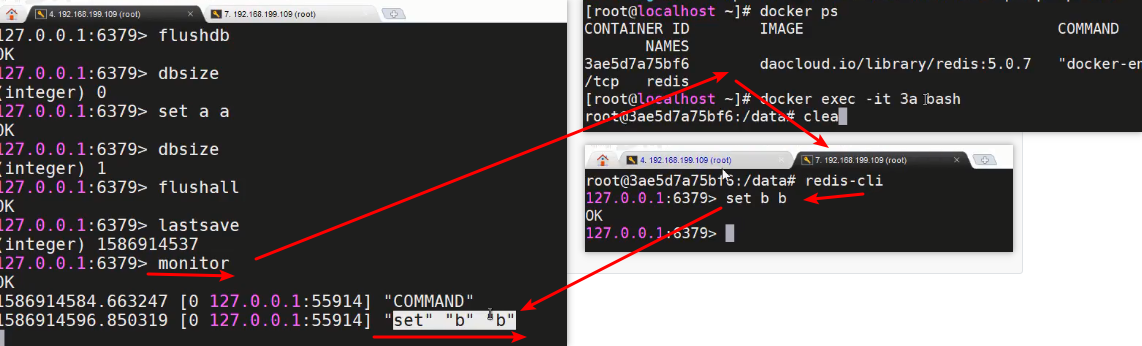 4. 192.168.199.109 (root)
7. 192.168.199.109 (root)
127.0.0.1:6379> flushdb
OK
127.0.0.1:6379> dbsize
(integer) 0
127.0.0.1:6379> set a a
OK
127.0.0.1:6379> dbsize
(integer) 1
127.0.0.1:6379> flushall
OK
127.0.0.1:6379> lastsave
(integer) 1586914537
127.0.0.1:6379> monitor
OK
1586914584.663247 [0 127.0.0.1:55914] "COMMAND"
1586914596.850319 [0 127.0.0.1:55914] "set" "b" "b"
[root@localhost ~]# docker ps
CONTAINER ID IMAGE COMMAND
NAMES
3ae5d7a75bf6 daocloud.io/library/redis:5.0.7 "docker-en
/tcp redis
[root@localhost ~]# docker exec -it 3a bash
root@3ae5d7a75bf6:/data# clea
4. 192.168.199.109 (root)
7. 192.168.199.109 (root)
root@3ae5d7a75bf6:/data# redis-cli
127.0.0.1:6379> set b b
OK
127.0.0.1:6379>